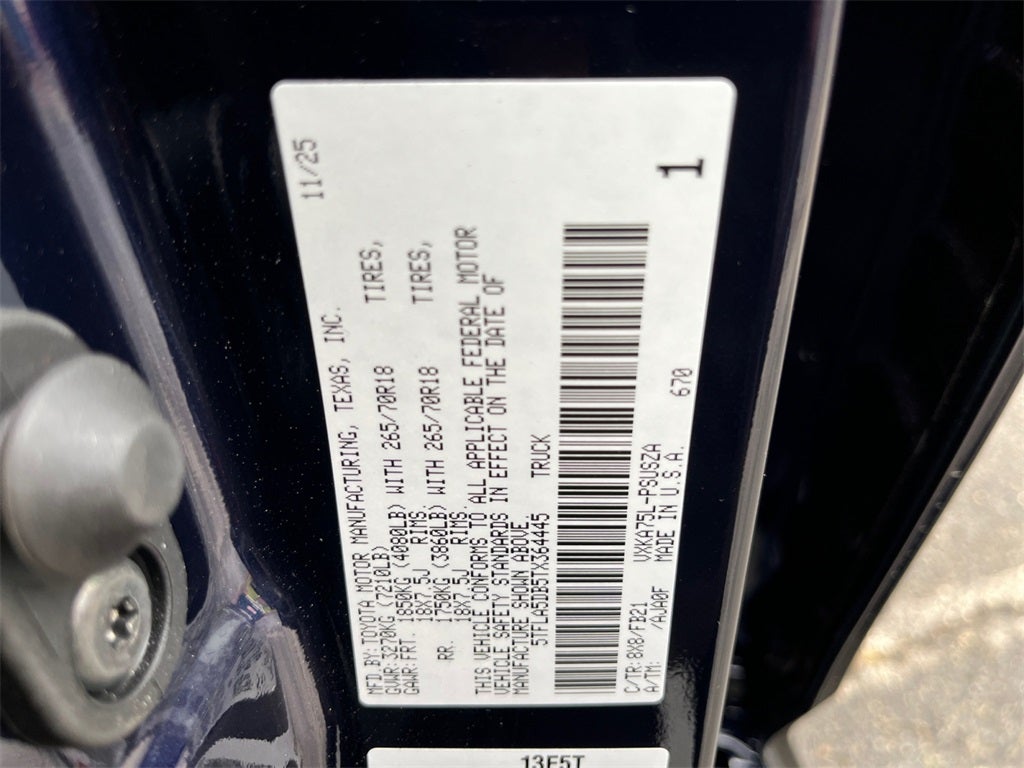 11/25
MFD.BY:TOYOTA MOTOR MANUFACTURING, TEXAS, INC.
GVWR:3270KG (7210LB)
GAWR:FRT. 1850KG (4080LB) WITH 265/70R18 TIRES,
18X7.5J RIMS
RR. 1750KG (3860LB) WITH 265/70R18 TIRES,
18X7.5J RIMS.
THIS VEHICLE CONFORMS TO ALL APPLICABLE FEDERAL MOTOR
VEHICLE SAFETY STANDARDS IN EFFECT ON THE DATE OF
MANUFACTURE SHOWN ABOVE.
5TFLA5DB5TX364445 TRUCK
1
C/TR:8X8/FB21 VXKA75L-PSUSZA 670
A/TM: /AA0F MADE IN U.S.A.
13E5T